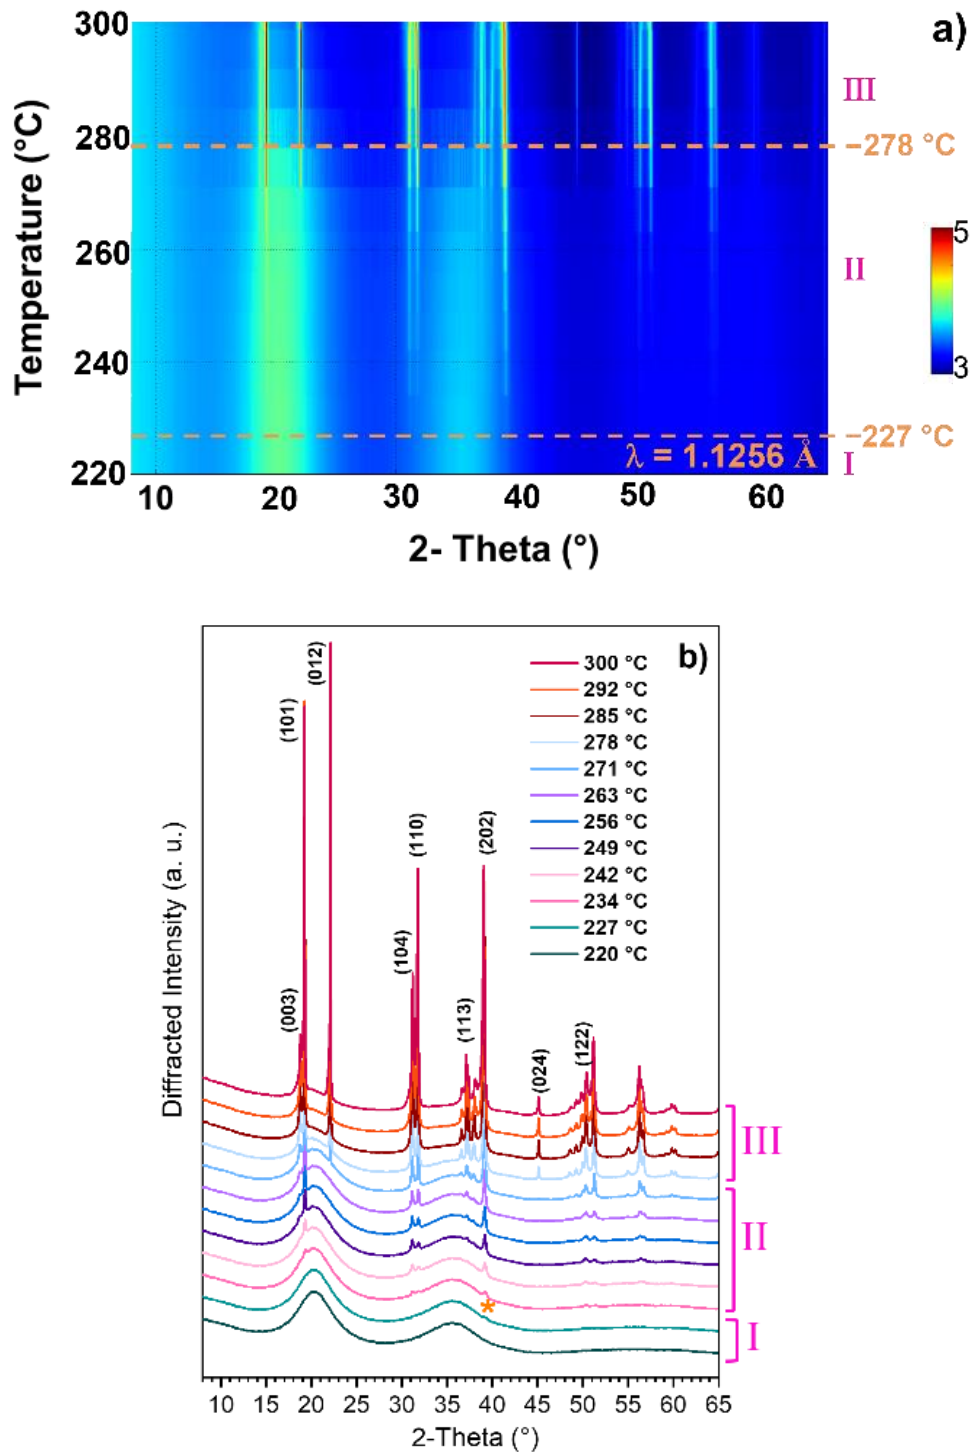 300
a)
III
280
−278 °C
Temperature (°C)
5
260
II
3
240
−227 °C
λ = 1.1256 Å
220
I
10 20 30 40 50 60
2- Theta (°)
b)
300 °C
292 °C
285 °C
278 °C
271 °C
263 °C
256 °C
249 °C
242 °C
234 °C
227 °C
220 °C
(012)
(101)
(110)
(202)
(104)
(003)
(113)
(122)
(024)
Diffracted Intensity (a. u.)
III
II
*
I
10 15 20 25 30 35 40 45 50 55 60 65
2-Theta (°)